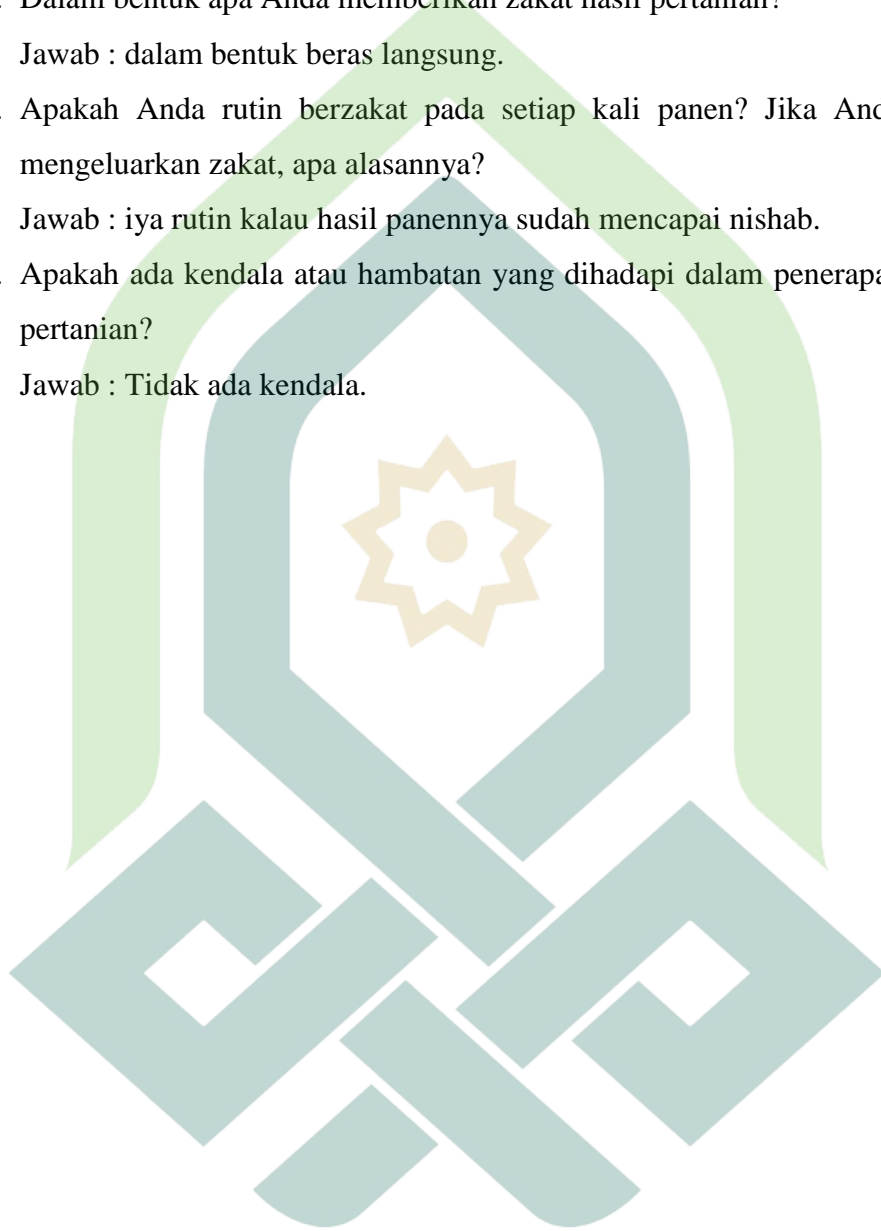 . Dalam bentuk apa Anda memberikan zakat hasil pertanian?
Jawab : dalam bentuk beras langsung.
. Apakah Anda rutin berzakat pada setiap kali panen? Jika And
mengeluarkan zakat, apa alasannya?
Jawab : iya rutin kalau hasil panennya sudah mencapai nishab.
. Apakah ada kendala atau hambatan yang dihadapi dalam penerapa
pertanian?
Jawab : Tidak ada kendala.